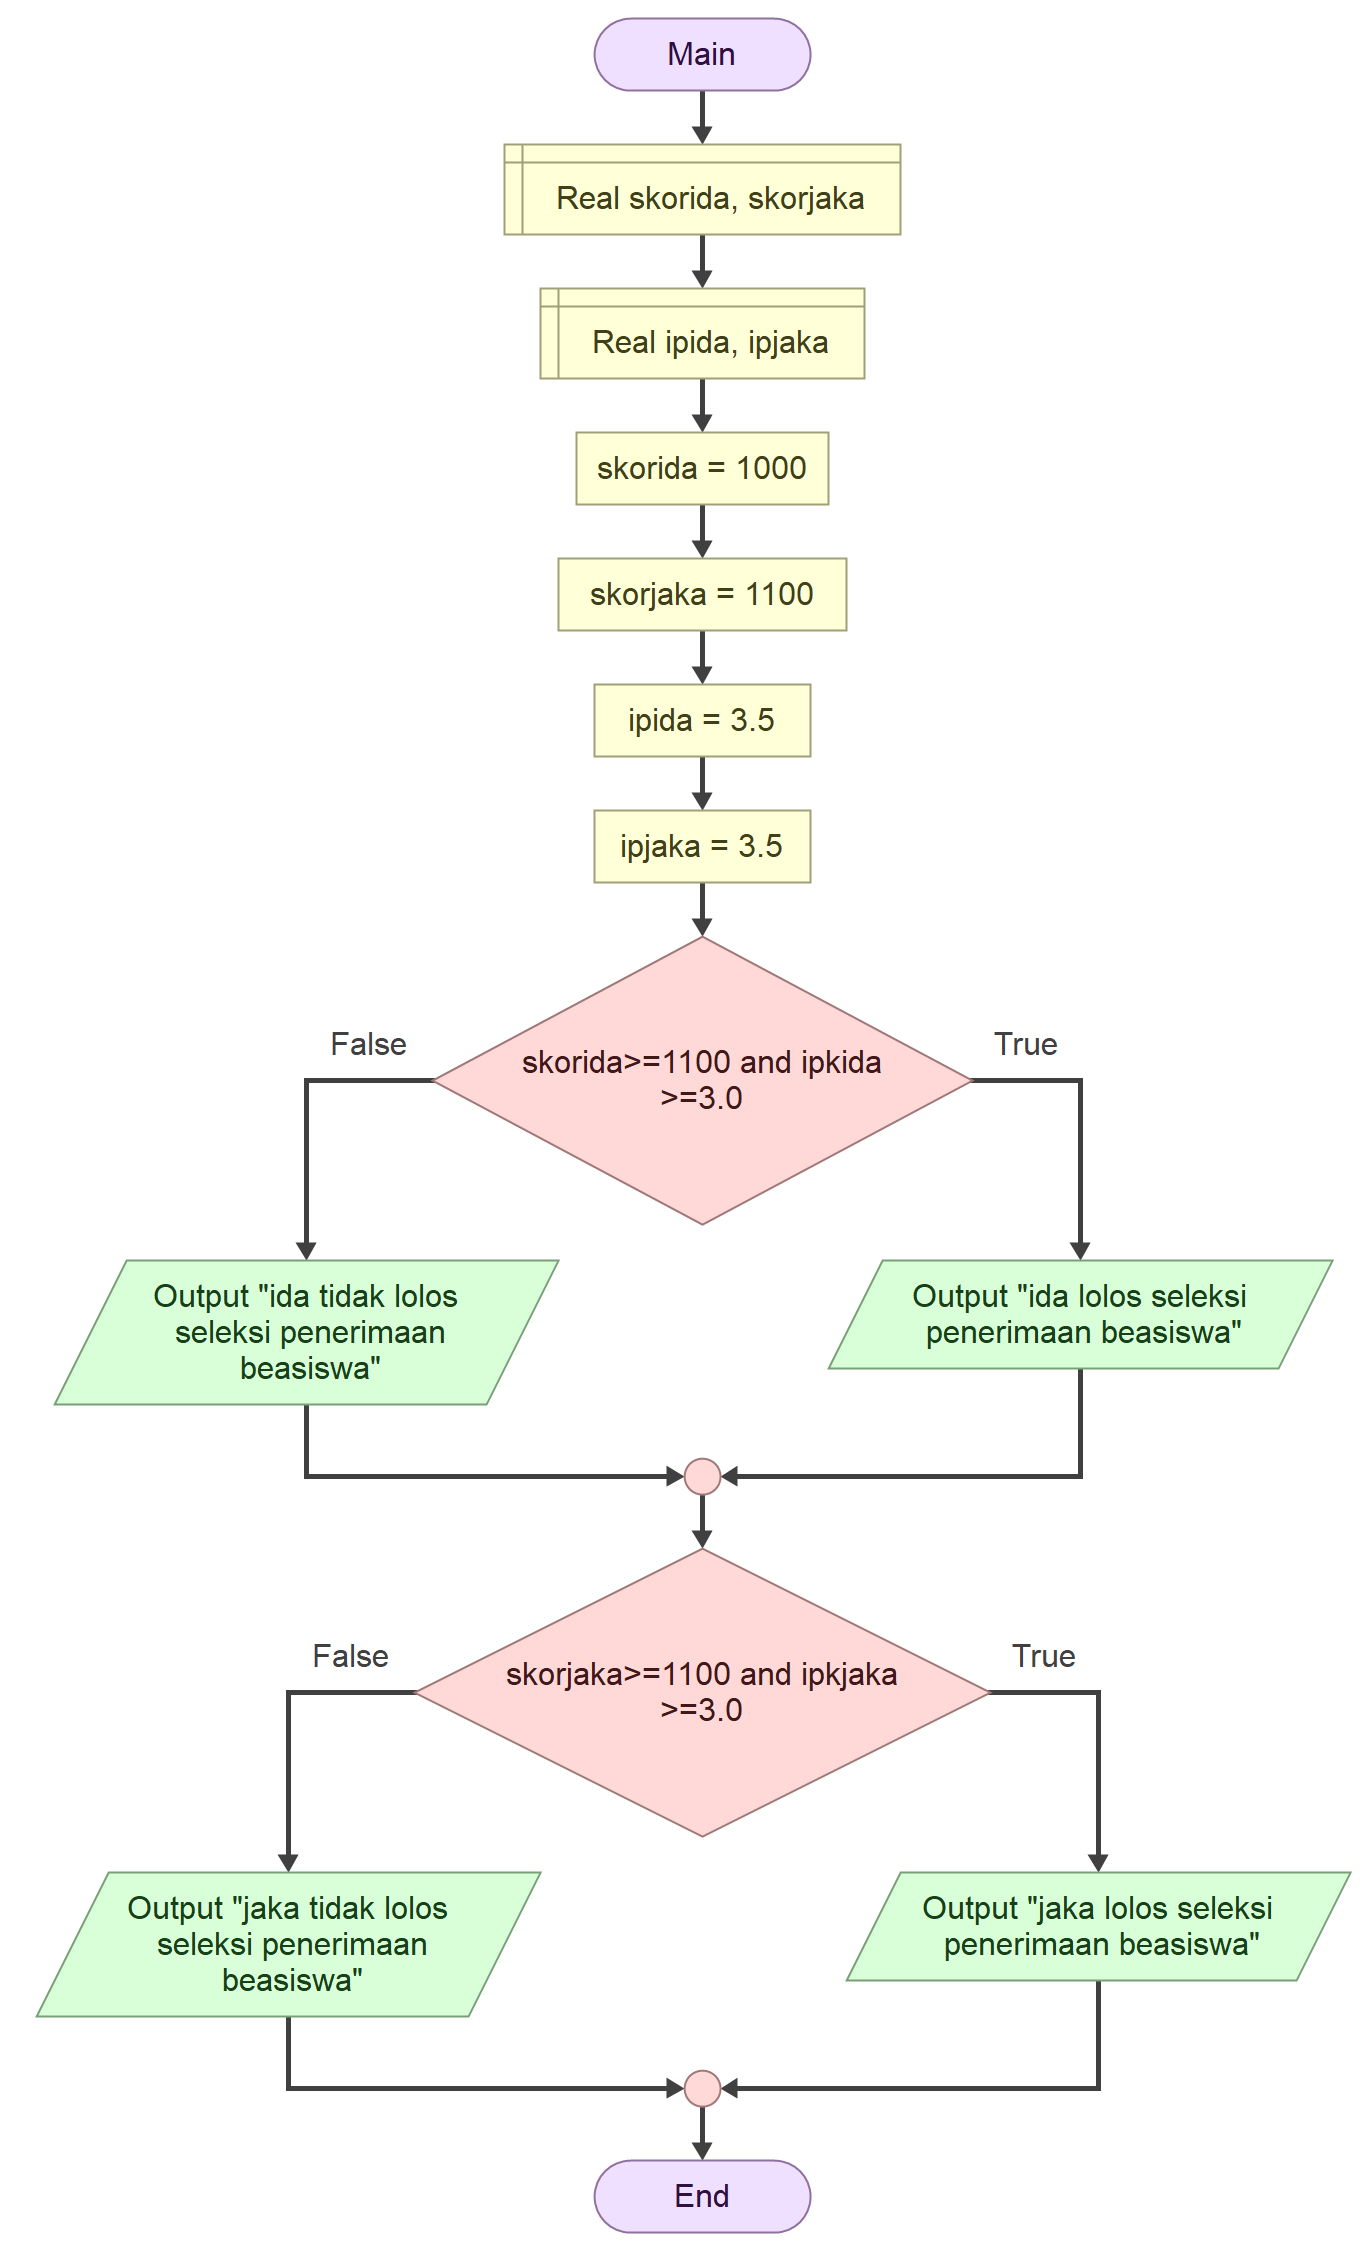 Main
Real skorida, skorjaka
Real ipida, ipjaka
skorida = 1000
skorjaka = 1100
ipida = 3.5
ipjaka = 3.5
False
True
skorida>=1100 and ipkida
>=3.0
Output "ida tidak lolos
seleksi penerimaan
beasiswa"
Output "ida lolos seleksi
penerimaan beasiswa"
False
True
skorjaka>=1100 and ipkjaka
>=3.0
Output "jaka tidak lolos
seleksi penerimaan
beasiswa"
Output "jaka lolos seleksi
penerimaan beasiswa"
End